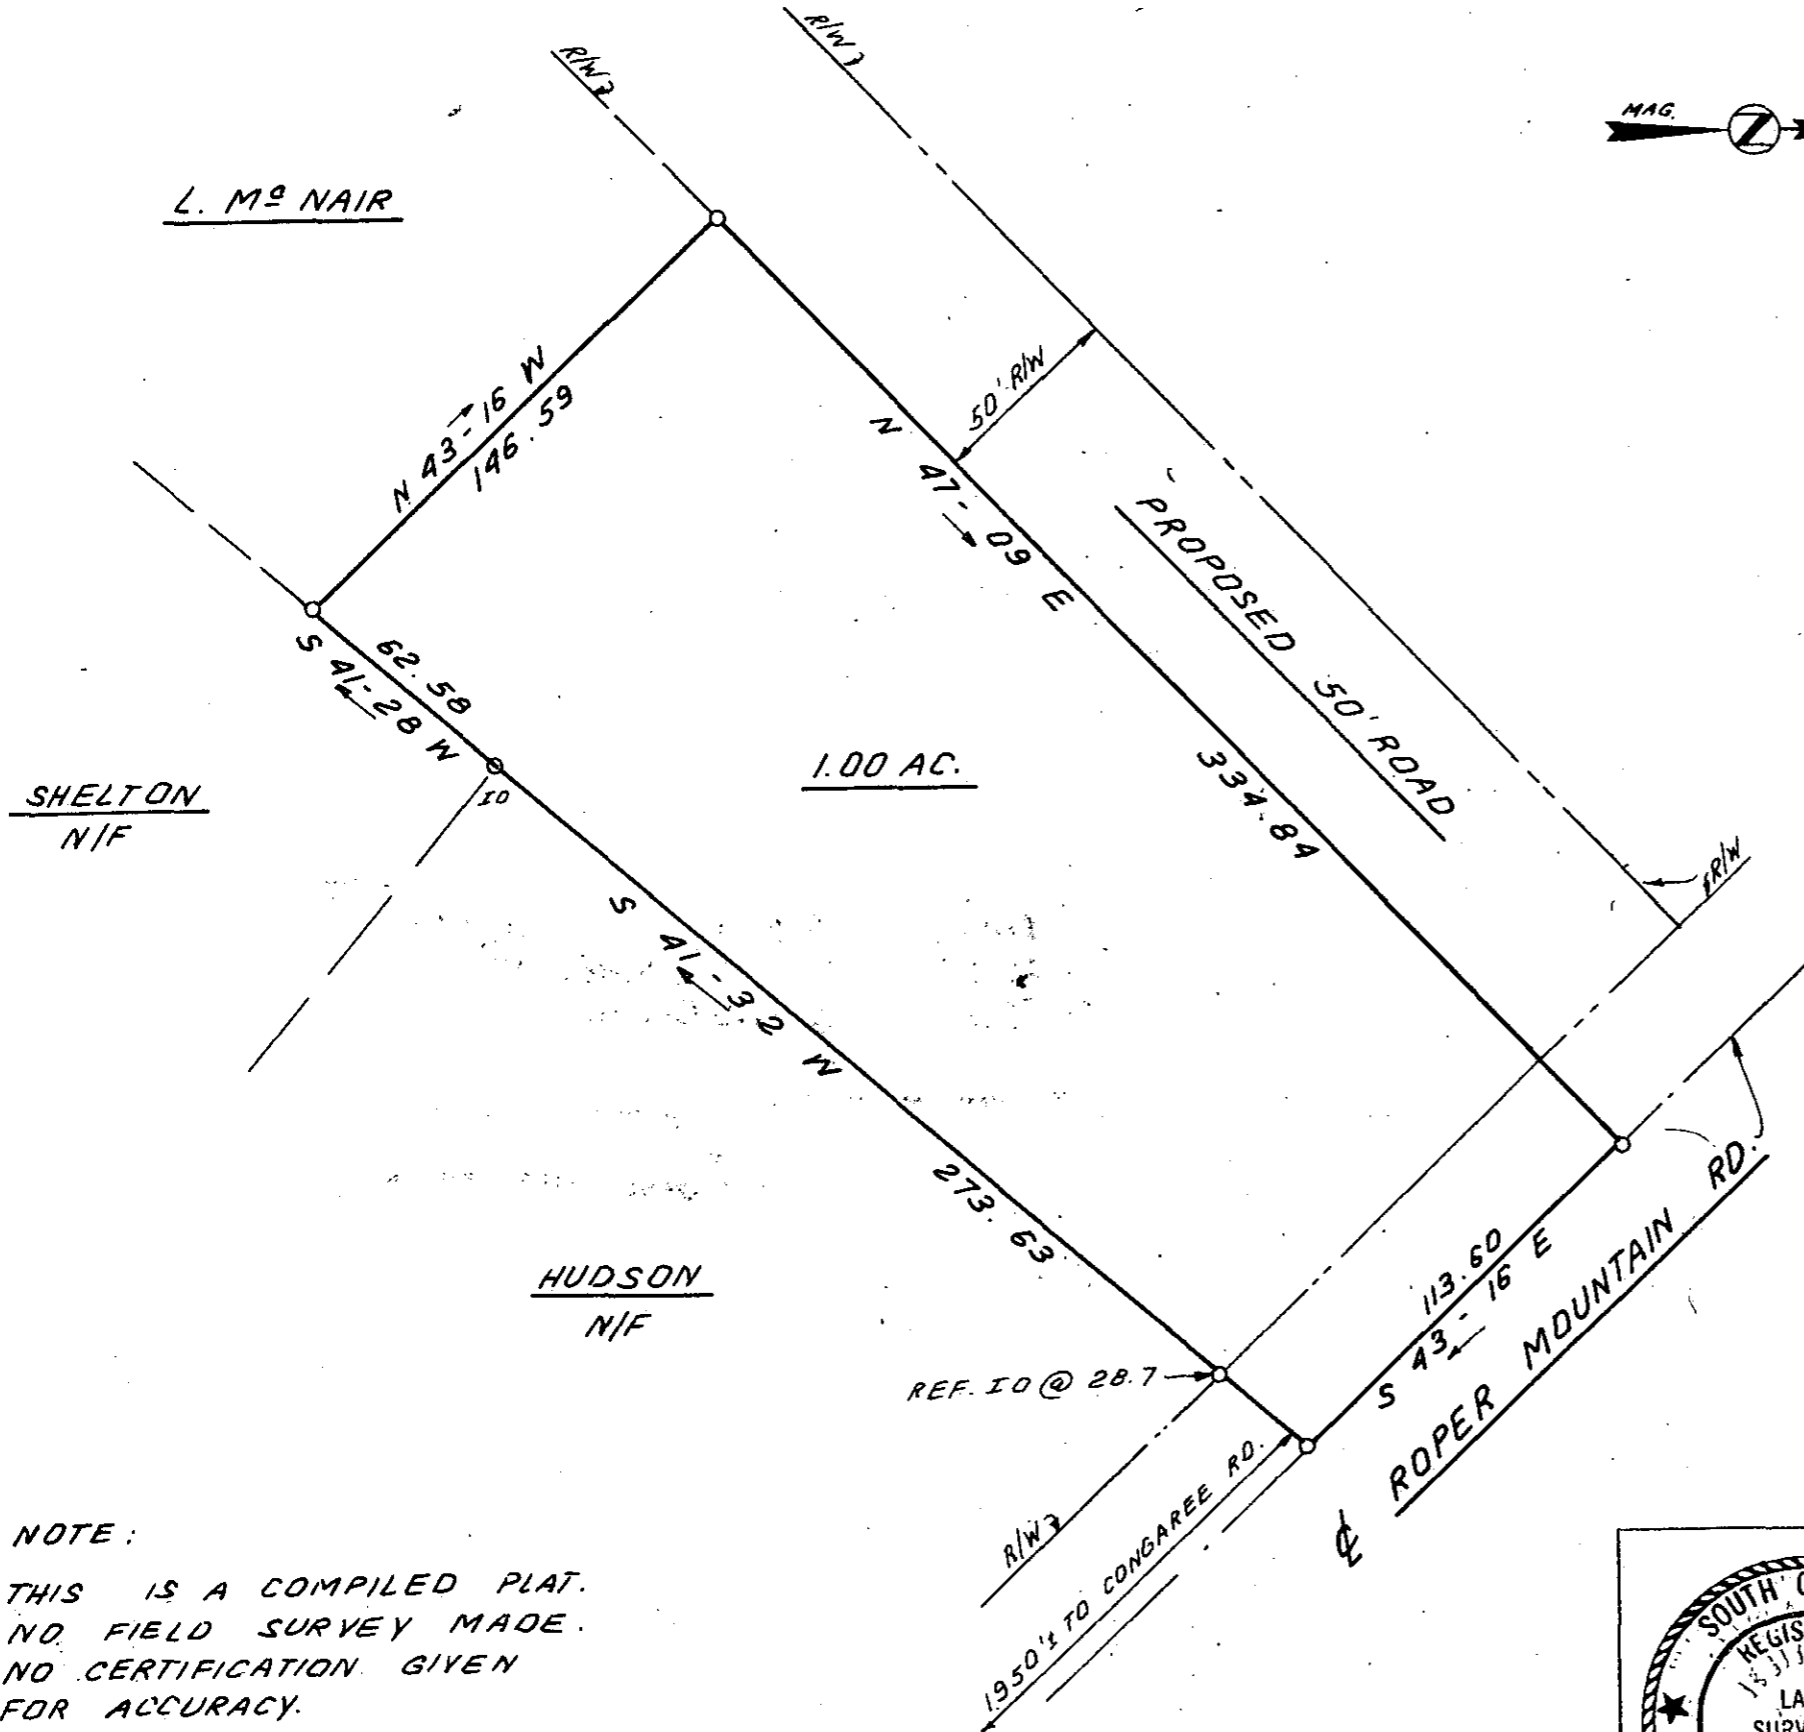 R/W
R/W
MAG.
Z
L. Mc NAIR
N 43-16 W
146.59
50' R/W
N 47-09 E
334.84
PROPOSED 50' ROAD
62.58
S 41-28 W
IO
1.00 AC.
SHELTON
N/F
R/W
S 41-32 W
273.63
HUDSON
N/F
113.60
S 43-16 E
REF. IO @ 28.7
℄ ROPER MOUNTAIN RD.
R/W
1950'± TO CONGAREE RD.
NOTE:
THIS IS A COMPILED PLAT.
NO FIELD SURVEY MADE.
NO CERTIFICATION GIVEN
FOR ACCURACY.
SOUTH C
REGIS
LA
SURV